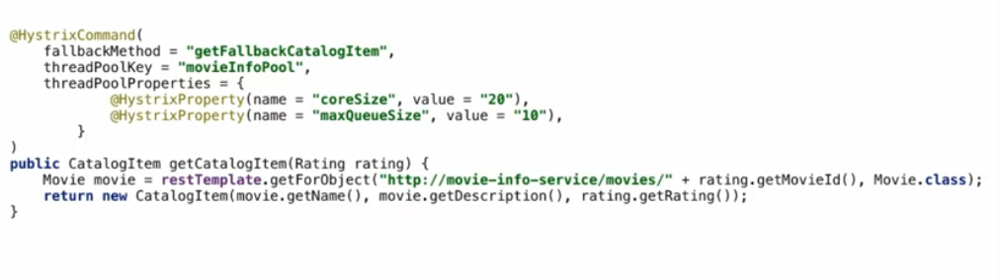 @HystrixCommand(
    fallbackMethod = "getFallbackCatalogItem",
    threadPoolKey = "movieInfoPool",
    threadPoolProperties = {
            @HystrixProperty(name = "coreSize", value = "20"),
            @HystrixProperty(name = "maxQueueSize", value = "10"),
        }
)
public CatalogItem getCatalogItem(Rating rating) {
    Movie movie = restTemplate.getForObject("http://movie-info-service/movies/" + rating.getMovieId(), Movie.class);
    return new CatalogItem(movie.getName(), movie.getDescription(), rating.getRating());
}